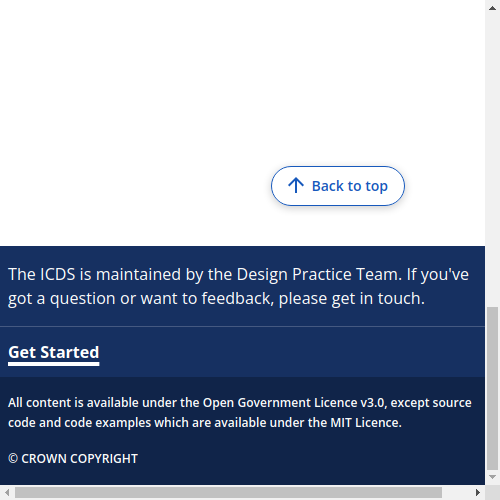 Back to top
The ICDS is maintained by the Design Practice Team. If you've
got a question or want to feedback, please get in touch.
Get Started
All content is available under the Open Government Licence v3.0, except source
code and code examples which are available under the MIT Licence.
© CROWN COPYRIGHT